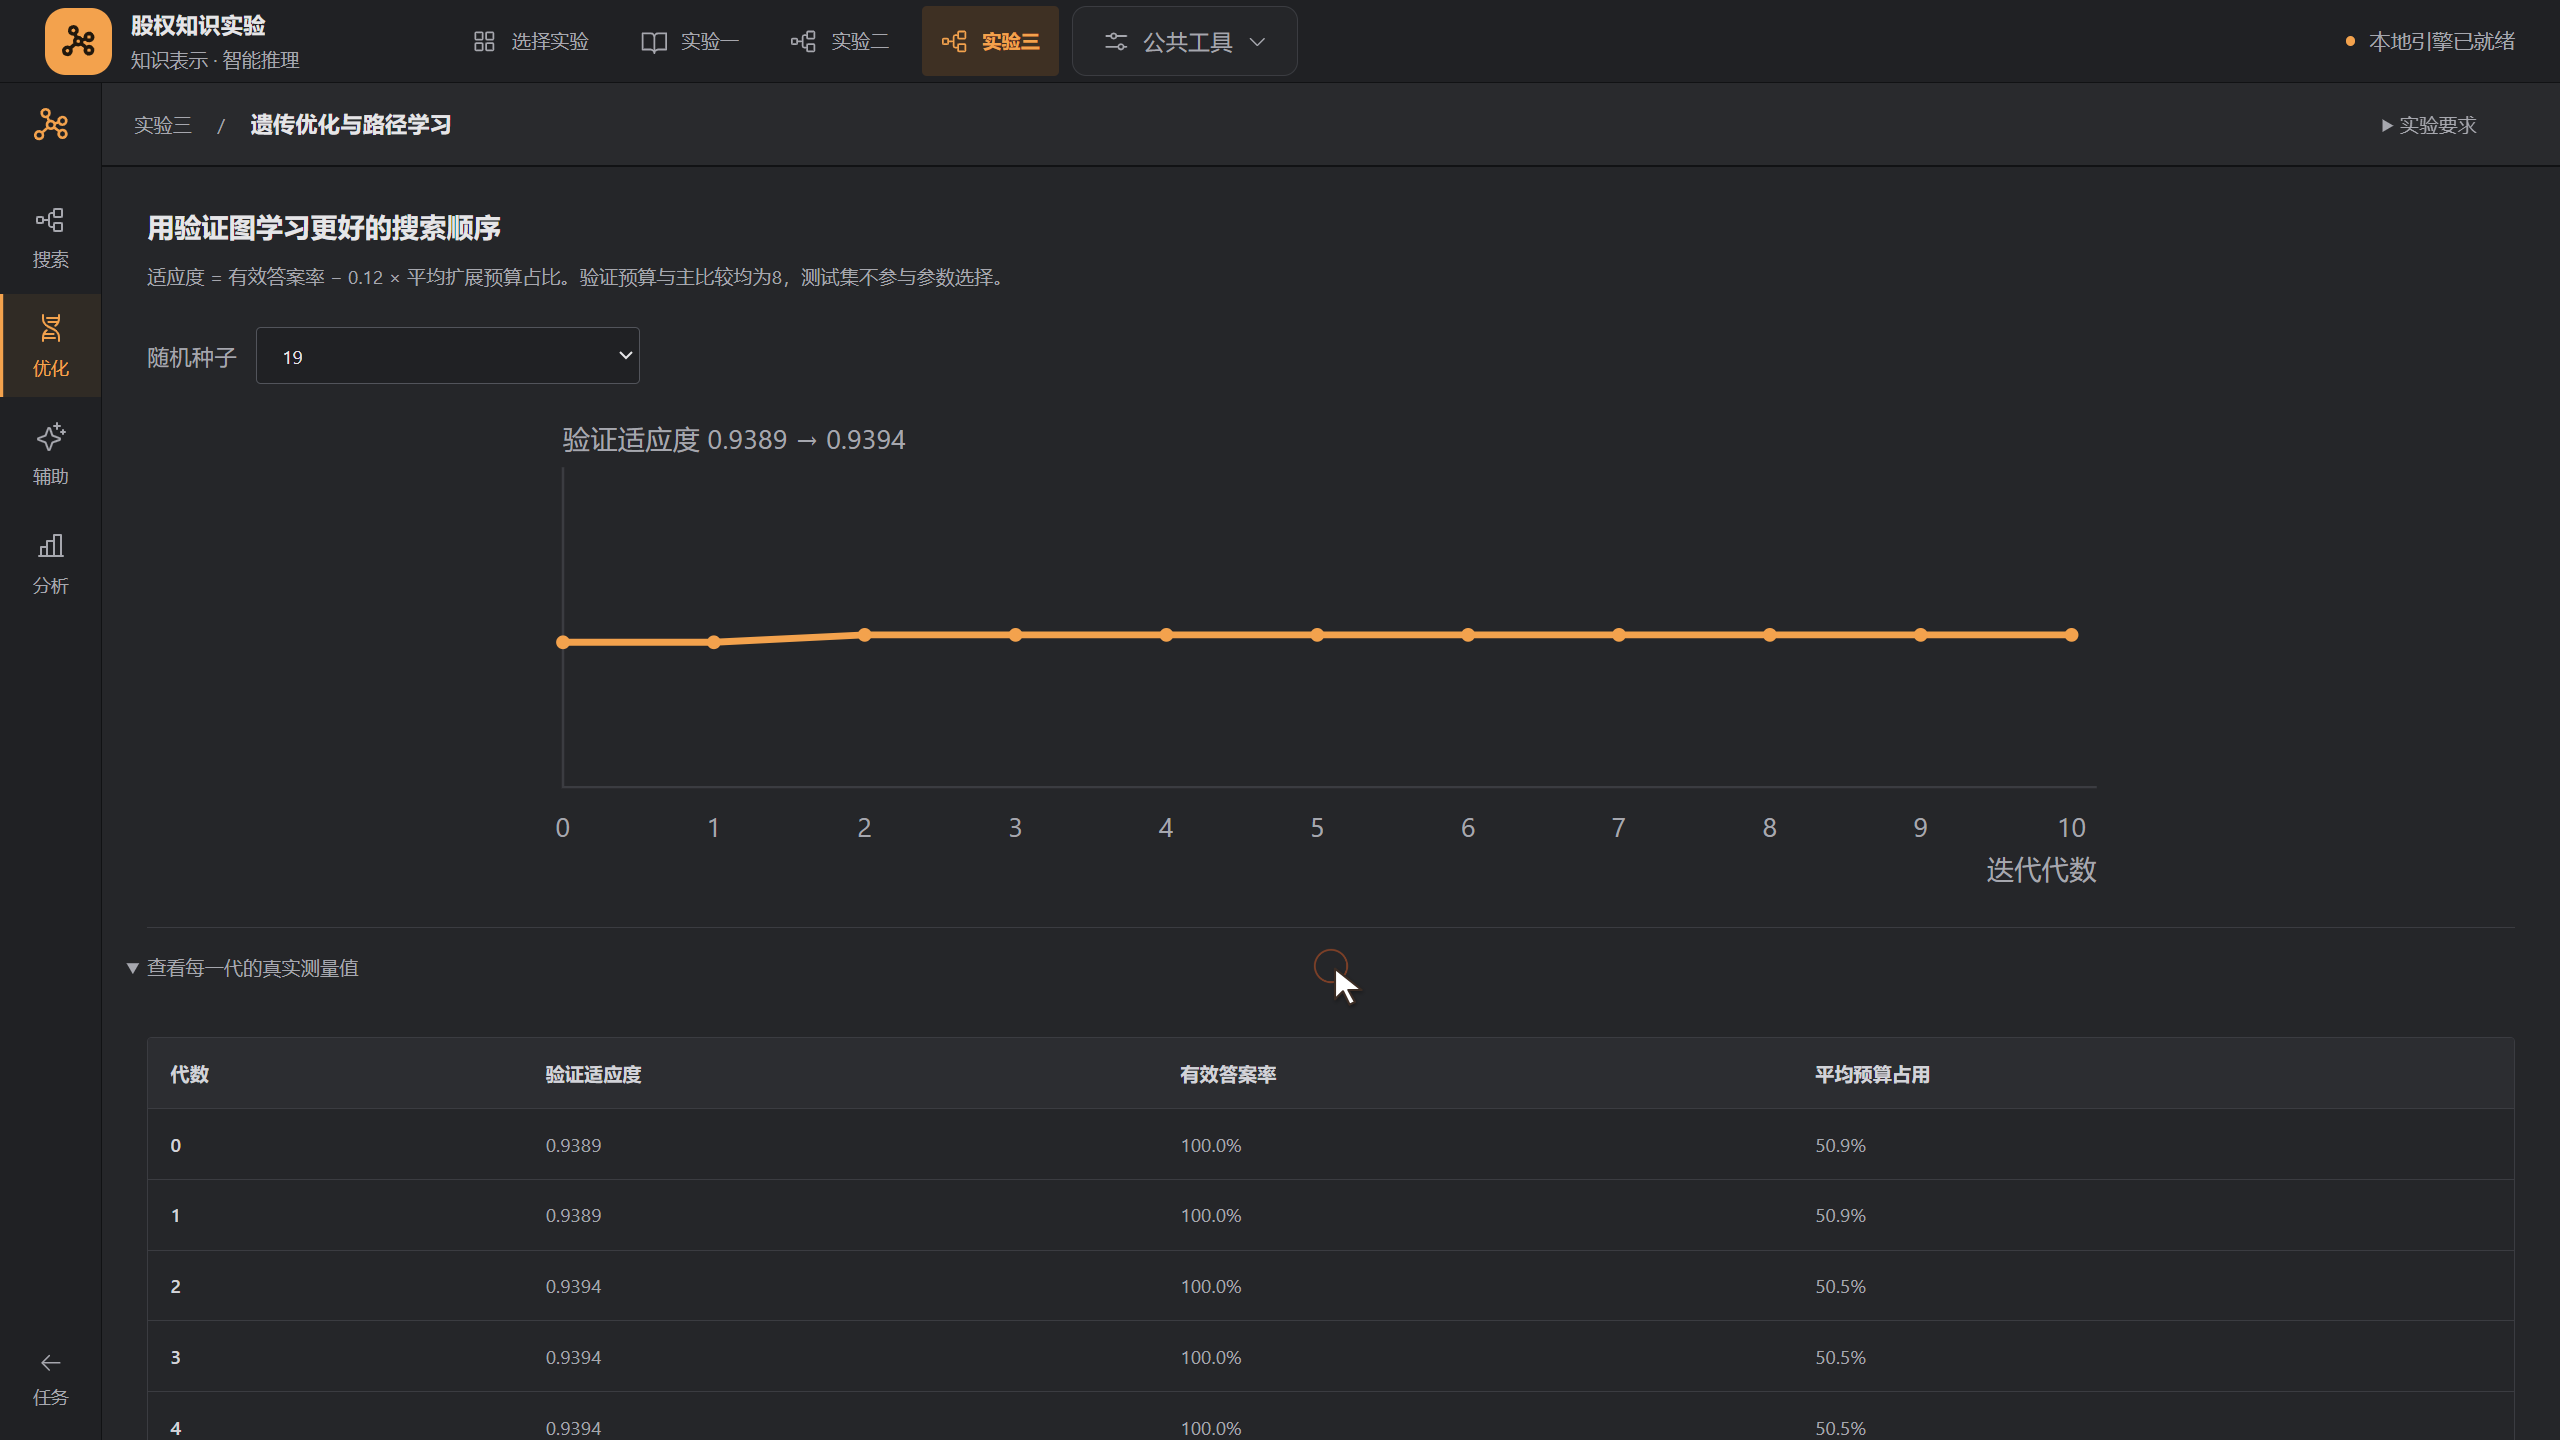 股权知识实验
知识表示 · 智能推理
选择实验
实验一
实验二
实验三
公共工具
本地引擎已就绪
实验三 / 遗传优化与路径学习
实验要求
搜索
优化
辅助
分析
任务
用验证图学习更好的搜索顺序
适应度 = 有效答案率 − 0.12 × 平均扩展预算占比。验证预算与主比较均为8，测试集不参与参数选择。
随机种子 19
验证适应度 0.9389 → 0.9394
0 1 2 3 4 5 6 7 8 9 10
迭代代数
查看每一代的真实测量值
代数 验证适应度 有效答案率 平均预算占用
0 0.9389 100.0% 50.9%
1 0.9389 100.0% 50.9%
2 0.9394 100.0% 50.5%
3 0.9394 100.0% 50.5%
4 0.9394 100.0% 50.5%